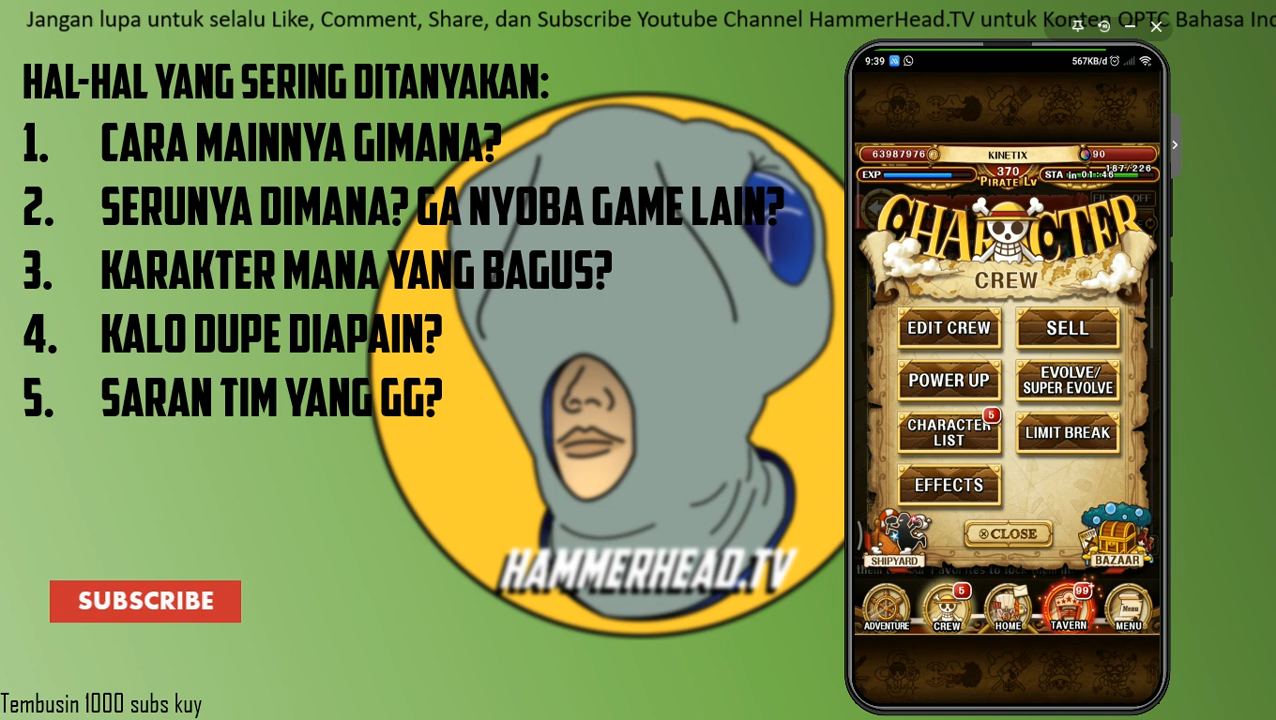 Jangan lupa untuk selalu Like, Comment, Share, dan Subscribe Youtube Channel HammerHead.TV untuk Konten OPTC Bahasa
HAL-HAL YANG SERING DITANYAKAN:
1. CARA MAINNYA GIMANA?
2. SERUNYA DIMANA? GA NYOBA GAME LAIN?
3. KARAKTER MANA YANG BAGUS?
4. KALO DUPE DIAPAIN?
5. SARAN TIM YANG GG?
HAMMERHEAD.TV
SUBSCRIBE
Tembusin 1000 subs kuy
9:39 567KB/d
63987976 KINETIX 90
EXP 370 STA in 01:46 187/226
PIRATE Lv
CHARACTER
CREW
EDIT CREW SELL
POWER UP EVOLVE/
SUPER EVOLVE
CHARACTER 5
LIST LIMIT BREAK
EFFECTS
CLOSE
SHIPYARD BAZAAR
5 99+
Menu
ADVENTURE CREW HOME TAVERN MENU